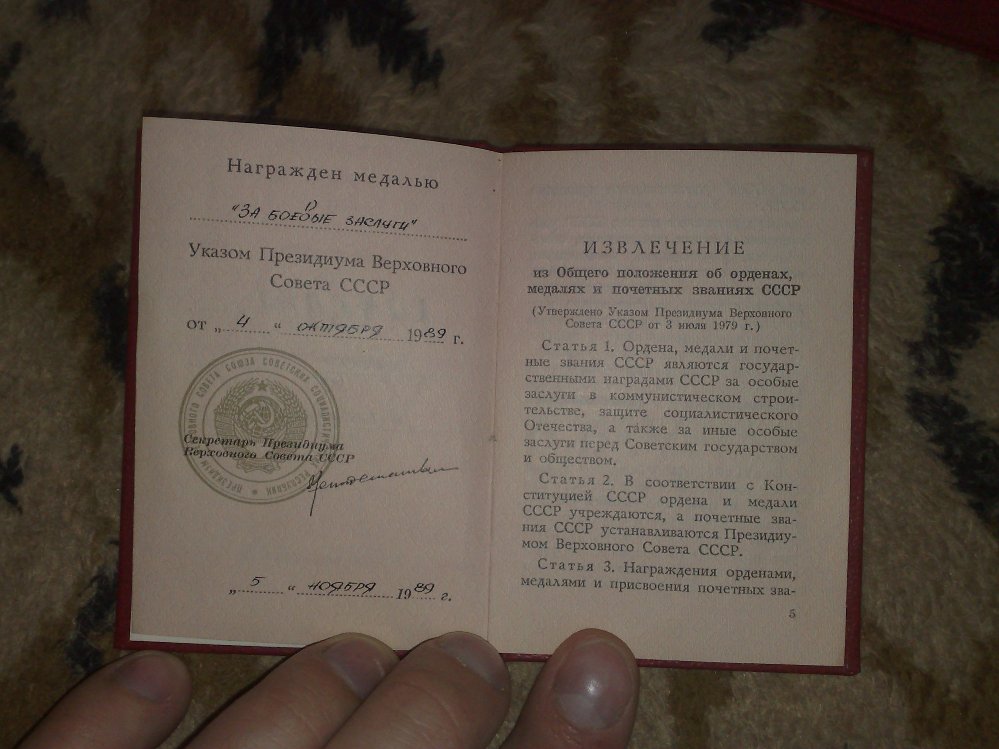 Награжден медалью
"ЗА БОЕВЫЕ ЗАСЛУГИ"
Указом Президиума Верховного
Совета СССР
от „ 4 “ ОКТЯБРЯ 1989 г.
Секретарь Президиума
Верховного Совета СССР
„ 5 “ НОЯБРЯ 1989 г.
ИЗВЛЕЧЕНИЕ
из Общего положения об орденах,
медалях и почетных званиях СССР
(Утверждено Указом Президиума Верховного
Совета СССР от 3 июля 1979 г.)
Статья 1. Ордена, медали и почет-
ные звания СССР являются государ-
ственными наградами СССР за особые
заслуги в коммунистическом строи-
тельстве, защите социалистического
Отечества, а также за иные особые
заслуги перед Советским государством
и обществом.
Статья 2. В соответствии с Кон-
ституцией СССР ордена и медали
СССР учреждаются, а почетные зва-
ния СССР устанавливаются Президиу-
мом Верховного Совета СССР.
Статья 3. Награждения орденами,
медалями и присвоения почетных зва-
5